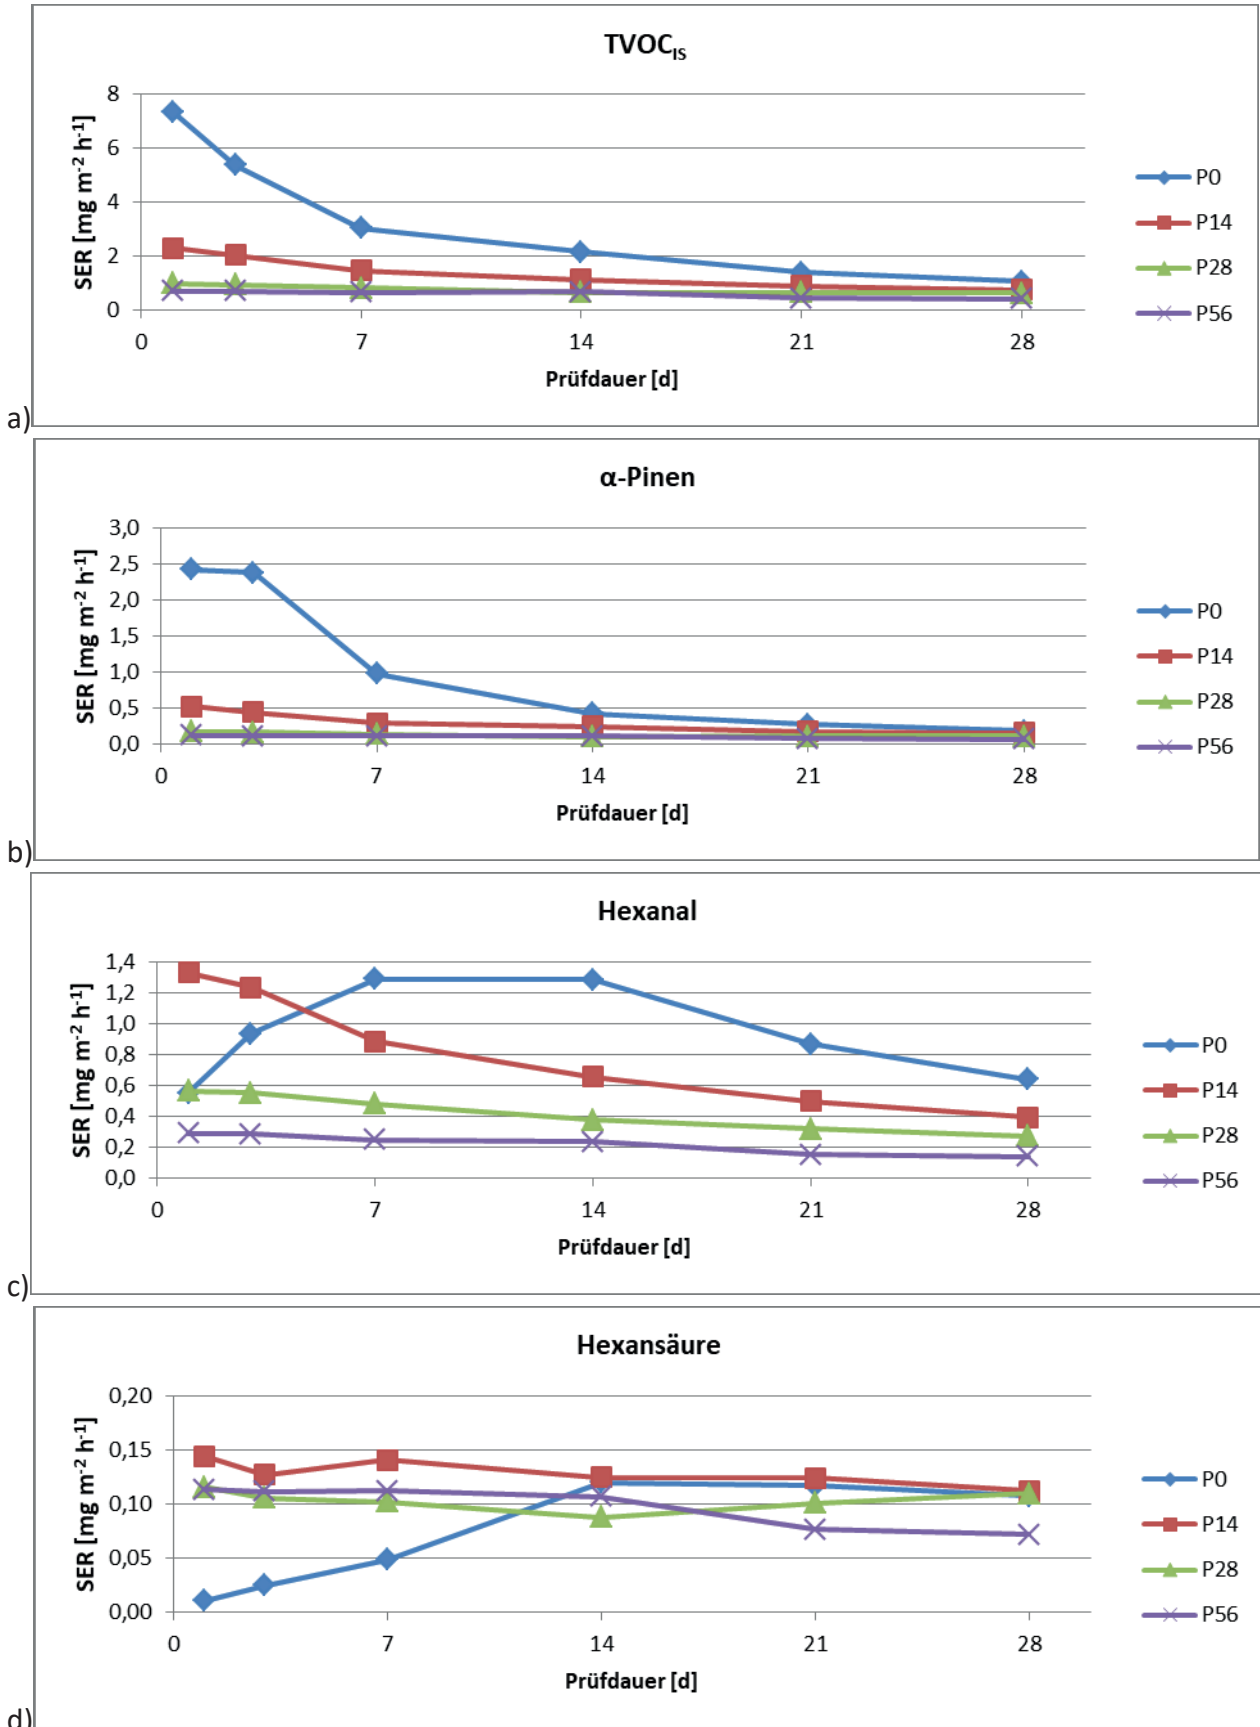 TVOC_IS
SER [mg m⁻² h⁻¹]
8
6
4
2
0
0 7 14 21 28
Prüfdauer [d]
P0
P14
P28
P56
a)
α-Pinen
SER [mg m⁻² h⁻¹]
3,0
2,5
2,0
1,5
1,0
0,5
0,0
0 7 14 21 28
Prüfdauer [d]
P0
P14
P28
P56
b)
Hexanal
SER [mg m⁻² h⁻¹]
1,4
1,2
1,0
0,8
0,6
0,4
0,2
0,0
0 7 14 21 28
Prüfdauer [d]
P0
P14
P28
P56
c)
Hexansäure
SER [mg m⁻² h⁻¹]
0,20
0,15
0,10
0,05
0,00
0 7 14 21 28
Prüfdauer [d]
P0
P14
P28
P56
d)